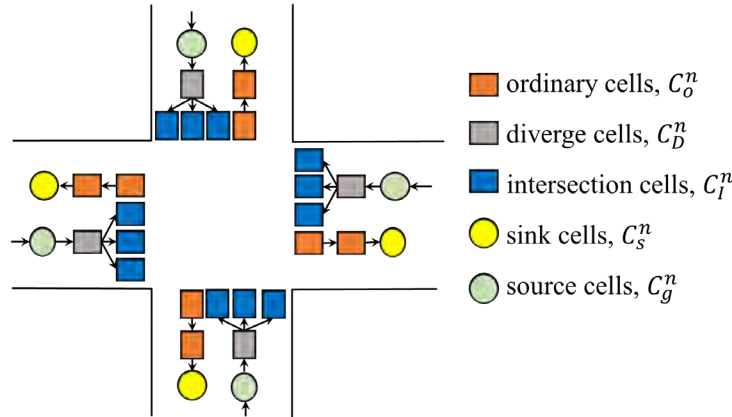 ordinary cells, $C_o^n$
diverge cells, $C_D^n$
intersection cells, $C_I^n$
sink cells, $C_s^n$
source cells, $C_g^n$